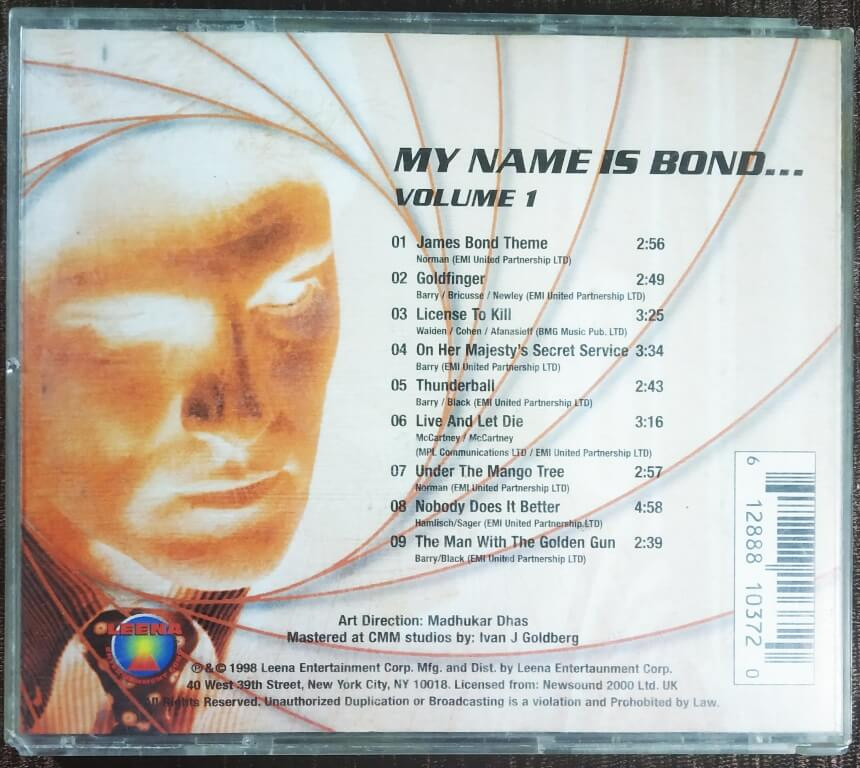 MY NAME IS BOND...
VOLUME 1
01 James Bond Theme 2:56
Norman (EMI United Partnership LTD)
02 Goldfinger 2:49
Barry / Bricusse / Newley (EMI United Partnership LTD)
03 License To Kill 3:25
Walden / Cohen / Afanasieff (BMG Music Pub. LTD)
04 On Her Majesty's Secret Service 3:34
Barry (EMI United Partnership LTD)
05 Thunderball 2:43
Barry / Black (EMI United Partnership LTD)
06 Live And Let Die 3:16
McCartney / McCartney
(MPL Communications LTD / EMI United Partnership LTD)
07 Under The Mango Tree 2:57
Norman (EMI United Partnership LTD)
08 Nobody Does It Better 4:58
Hamlisch/Sager (EMI United Partnership LTD)
09 The Man With The Golden Gun 2:39
Barry/Black (EMI United Partnership LTD)
6 12888 10372 0
Art Direction: Madhukar Dhas
Mastered at CMM studios by: Ivan J Goldberg
LEENA
℗ & © 1998 Leena Entertainment Corp. Mfg. and Dist. by Leena Entertaunment Corp.
40 West 39th Street, New York City, NY 10018. Licensed from: Newsound 2000 Ltd. UK
All Rights Reserved. Unauthorized Duplication or Broadcasting is a violation and Prohobited by Law.